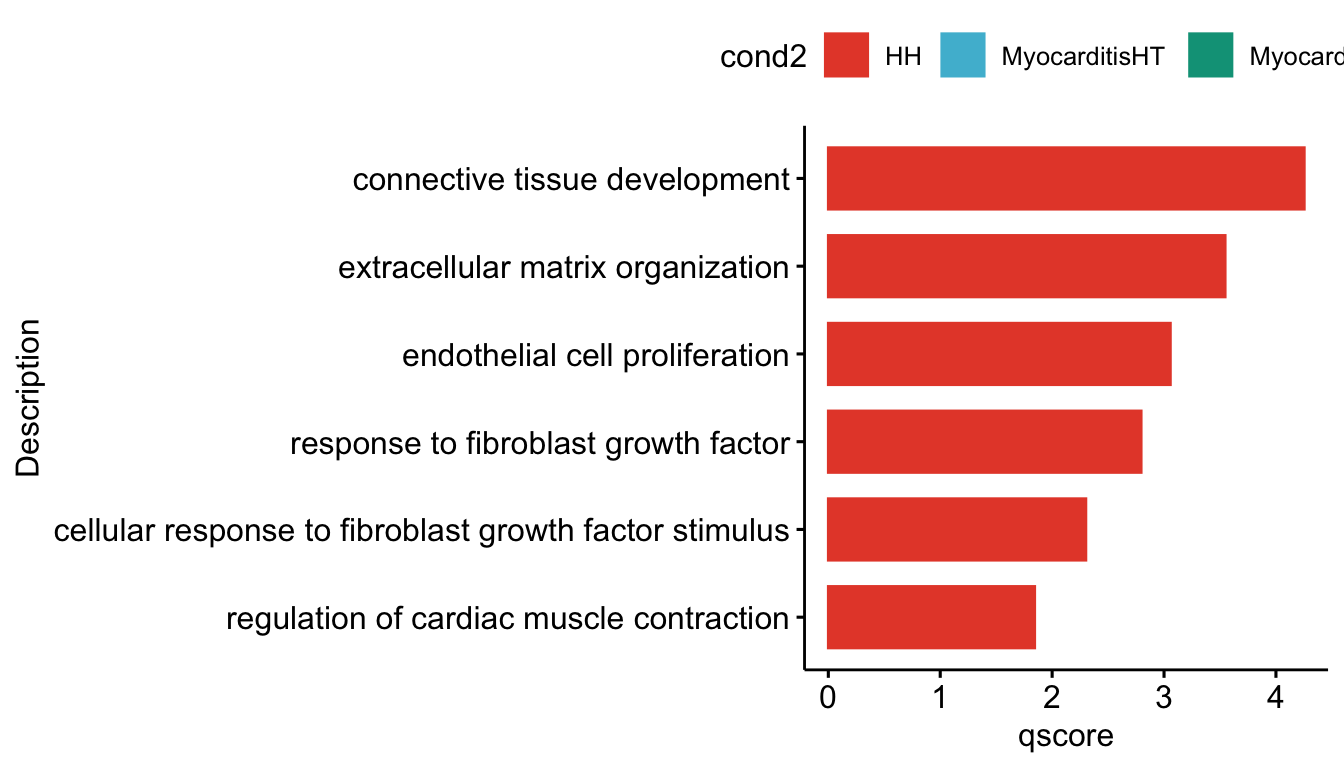 cond2 HH MyocarditisHT Myocard
connective tissue development
extracellular matrix organization
endothelial cell proliferation
response to fibroblast growth factor
cellular response to fibroblast growth factor stimulus
regulation of cardiac muscle contraction
Description
0 1 2 3 4
qscore